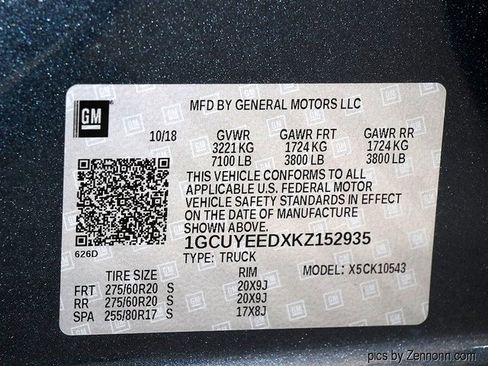 GM
MFD BY GENERAL MOTORS LLC
10/18 GVWR GAWR FRT GAWR RR
3221 KG 1724 KG 1724 KG
7100 LB 3800 LB 3800 LB
THIS VEHICLE CONFORMS TO ALL
APPLICABLE U.S. FEDERAL MOTOR
VEHICLE SAFETY STANDARDS IN EFFECT
ON THE DATE OF MANUFACTURE
SHOWN ABOVE.
1GCUYEEDXKZ152935
626D
TYPE: TRUCK
TIRE SIZE RIM MODEL: X5CK10543
FRT 275/60R20 S 20X9J
RR 275/60R20 S 20X9J
SPA 255/80R17 S 17X8J
pics by Zennonn.com